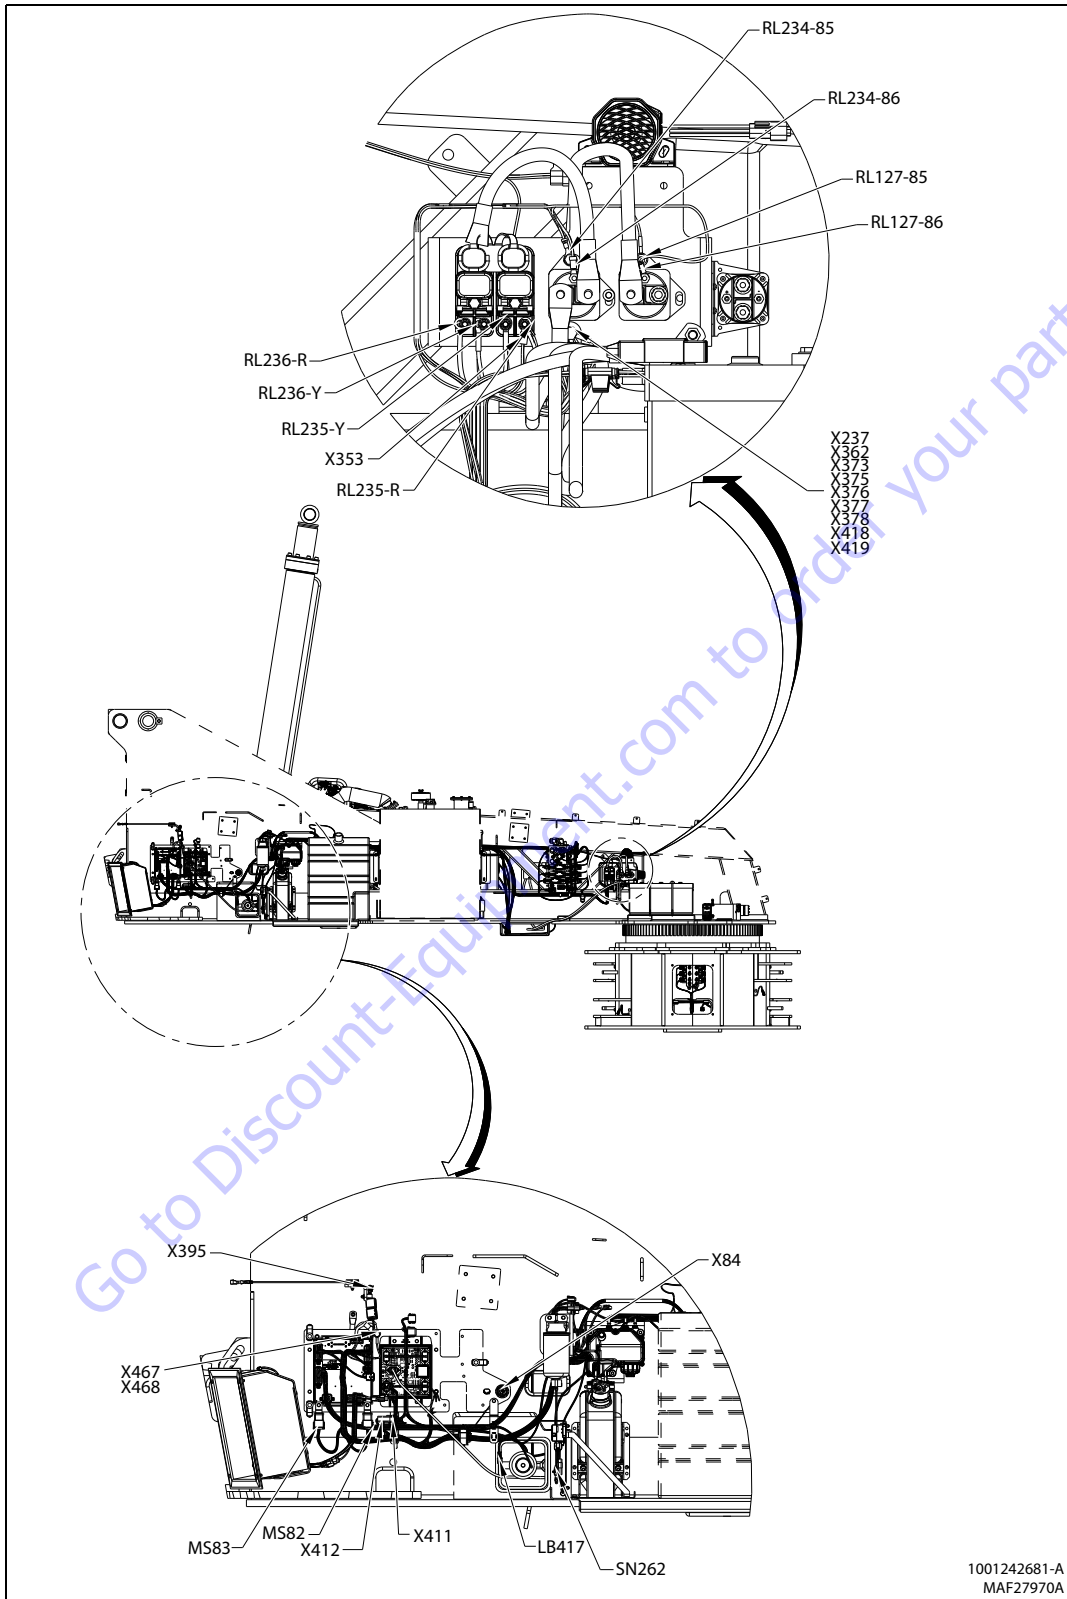 RL234-85
RL234-86
RL127-85
RL127-86
RL236-R
RL236-Y
RL235-Y
X353
RL235-R
X237
X362
X373
X375
X376
X377
X378
X418
X419
Go to Discount-Equipment.com to order your part
X395
X84
X467
X468
MS83
MS82
X412
X411
LB417
SN262
1001242681-A
MAF27970A